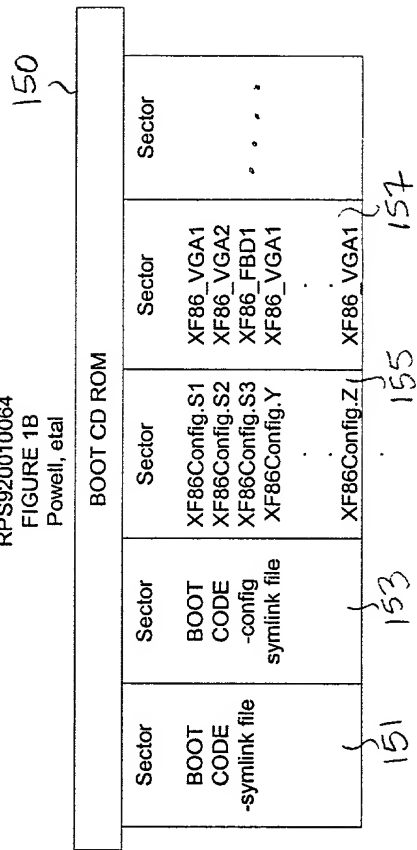 RPS920010064
FIGURE 1B
Powell, etal
150
BOOT CD ROM
Sector
BOOT
CODE
-symlink file
151
Sector
BOOT
CODE
-config
symlink file
153
Sector
XF86Config.S1
XF86Config.S2
XF86Config.S3
XF86Config.Y
XF86Config.Z
155
Sector
XF86_VGA1
XF86_VGA2
XF86_FBD1
XF86_VGA1
XF86_VGA1
157
Sector
. . . .